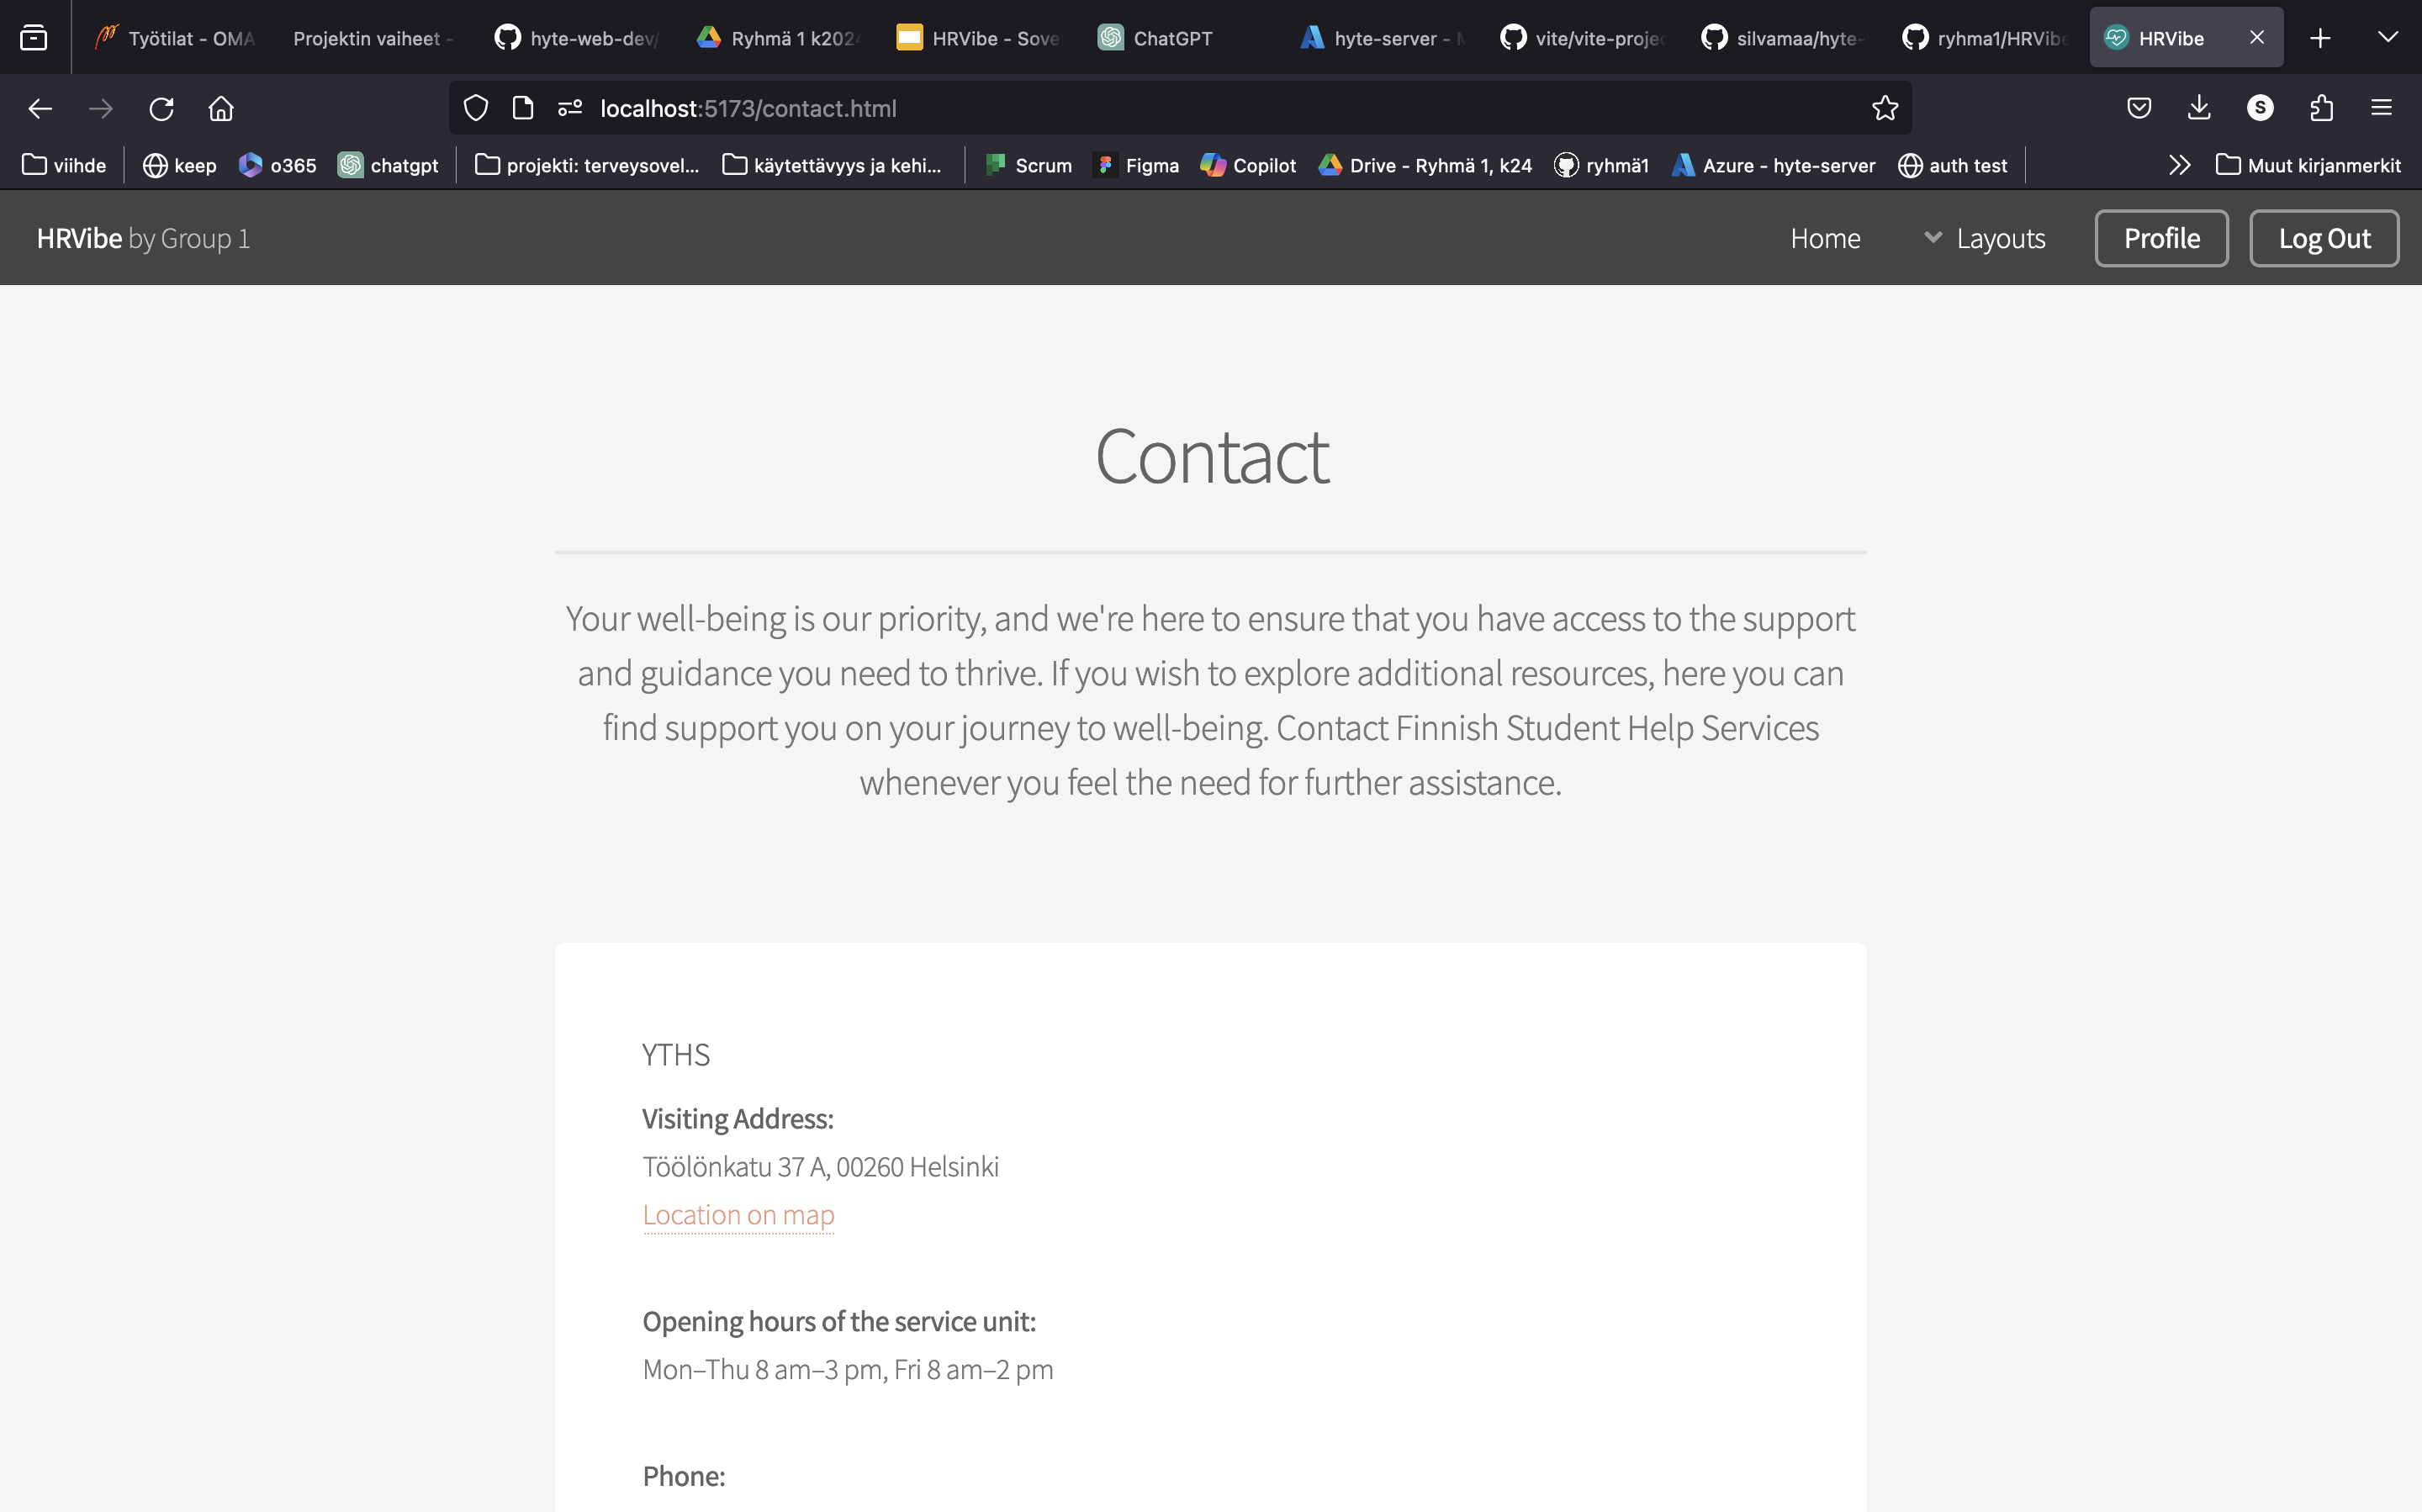 Työtilat - OMA
Projektin vaiheet -
hyte-web-dev/
Ryhmä 1 k2024
HRVibe - Sove
ChatGPT
hyte-server - M
vite/vite-projec
silvamaa/hyte-
ryhma1/HRVibe
HRVibe
localhost:5173/contact.html
S
viihde
keep
o365
chatgpt
projekti: terveysovel...
käytettävyys ja kehi...
Scrum
Figma
Copilot
Drive - Ryhmä 1, k24
ryhmä1
Azure - hyte-server
auth test
Muut kirjanmerkit
HRVibe by Group 1
Home
Layouts
Profile
Log Out
Contact
Your well-being is our priority, and we're here to ensure that you have access to the support
and guidance you need to thrive. If you wish to explore additional resources, here you can
find support you on your journey to well-being. Contact Finnish Student Help Services
whenever you feel the need for further assistance.
YTHS
Visiting Address:
Töölönkatu 37 A, 00260 Helsinki
Location on map
Opening hours of the service unit:
Mon–Thu 8 am–3 pm, Fri 8 am–2 pm
Phone: